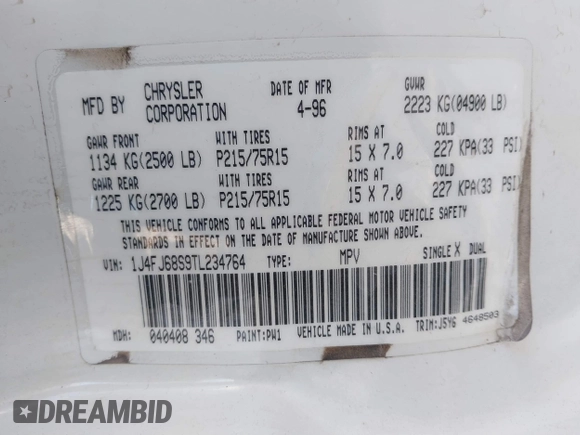 MFD BY CHRYSLER CORPORATION DATE OF MFR 4-96 GVWR 2223 KG(04900 LB)
GAWR FRONT WITH TIRES RIMS AT COLD
1134 KG(2500 LB) P215/75R15 15 X 7.0 227 KPA(33 PSI)
GAWR REAR WITH TIRES RIMS AT COLD
1225 KG(2700 LB) P215/75R15 15 X 7.0 227 KPA(33 PSI)
THIS VEHICLE CONFORMS TO ALL APPLICABLE FEDERAL MOTOR VEHICLE SAFETY
STANDARDS IN EFFECT ON THE DATE OF MANUFACTURE SHOWN ABOVE.
VIN: 1J4FJ68S9TL234764 TYPE: MPV SINGLE X DUAL
MDH: 040408 346 PAINT:PW1 VEHICLE MADE IN U.S.A. TRIM:J5Y6 4648503
DREAMBID